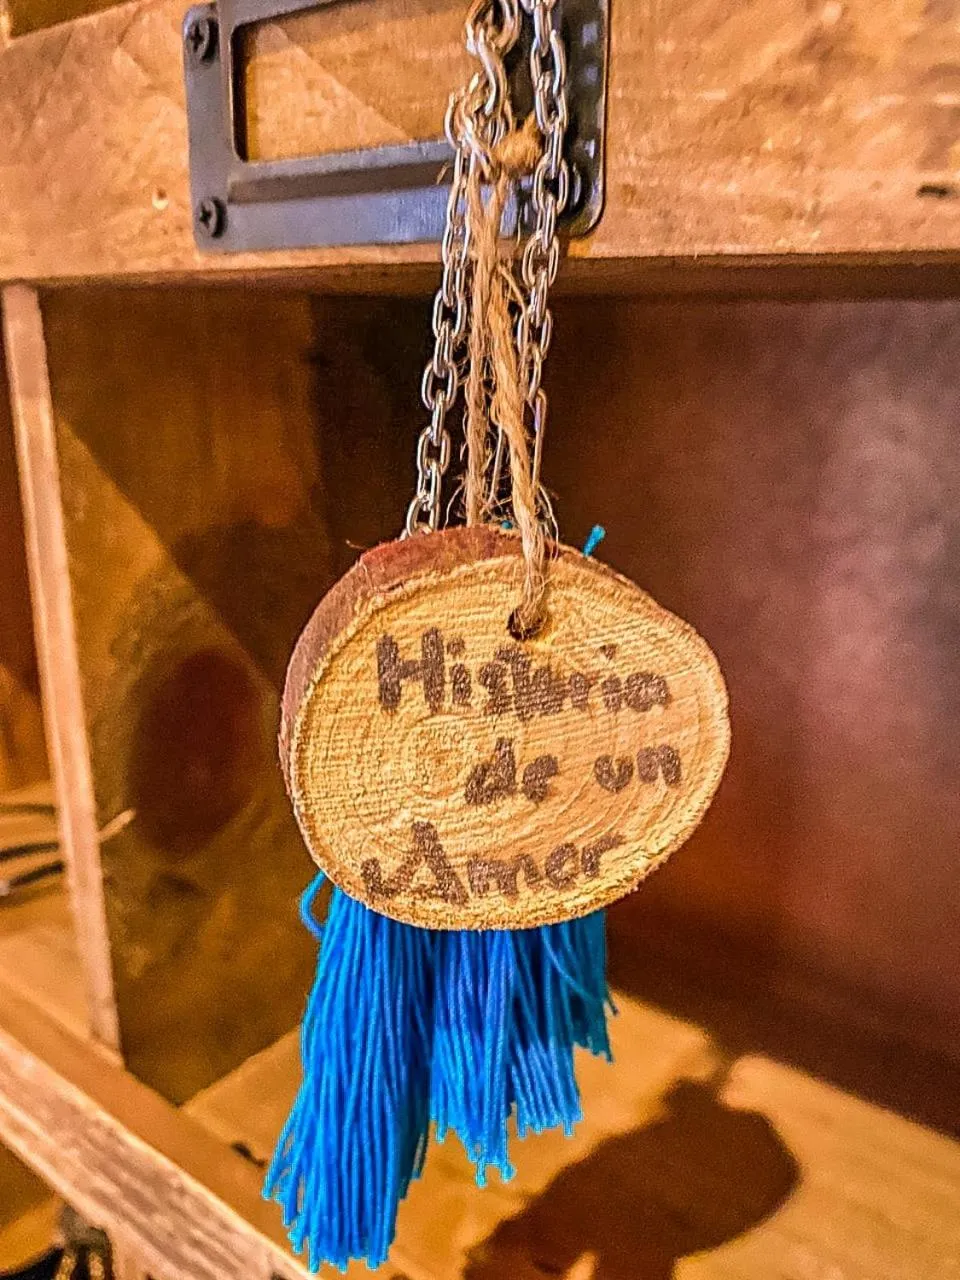 Historia
de un
Amor